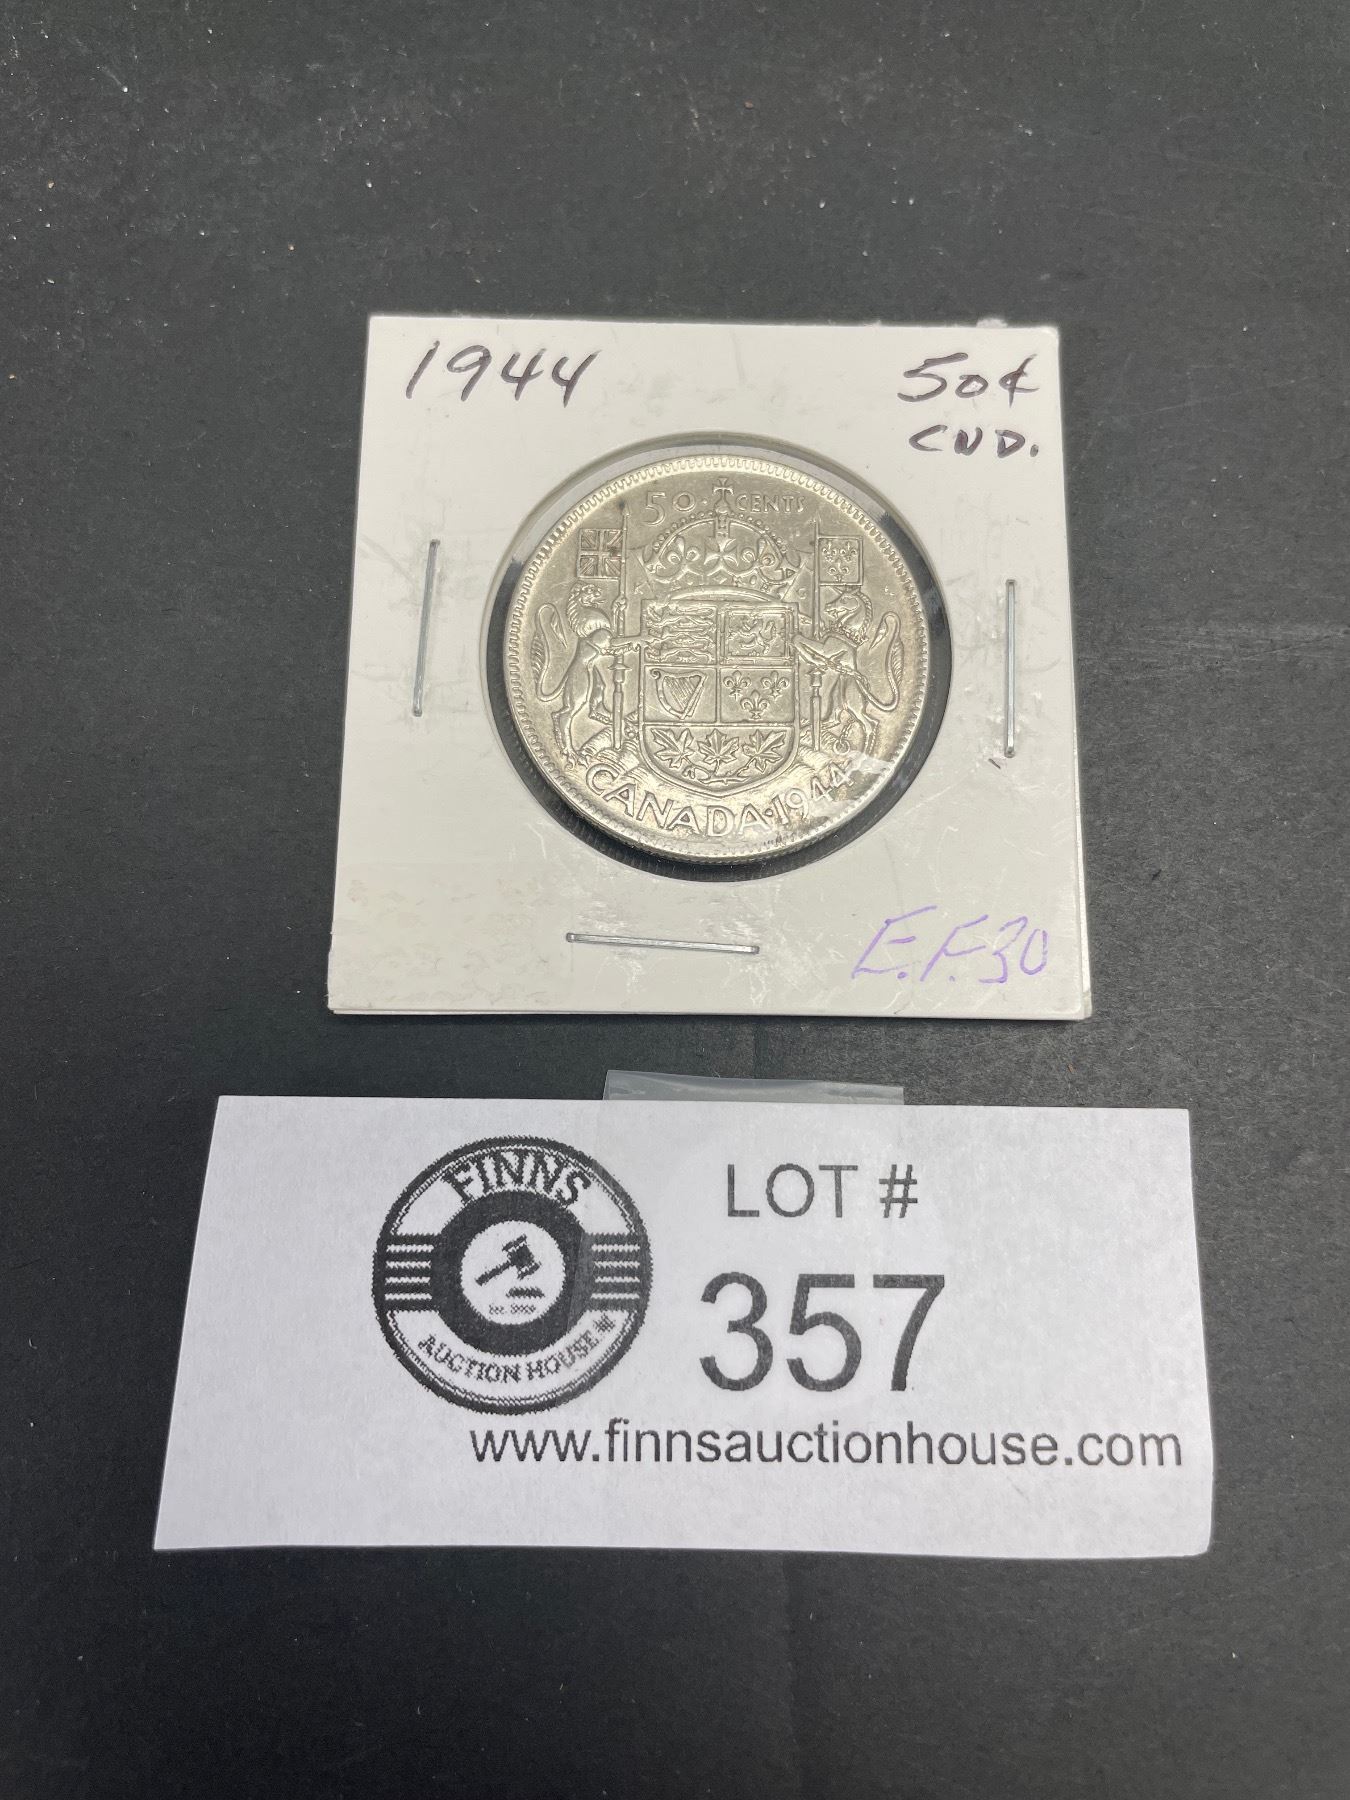 1944
50¢
CND.
50 CENTS
K G
CANADA·1944
E.F.30
FINNS
AUCTION HOUSE
LOT #
357
www.finnsauctionhouse.com